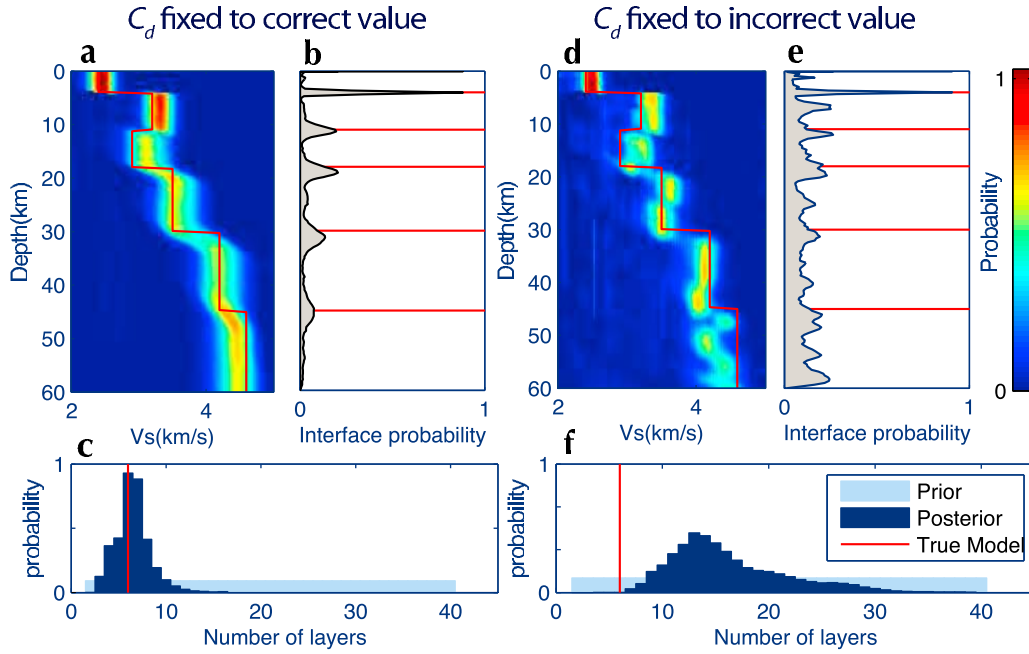 C_d fixed to correct value
C_d fixed to incorrect value
a
b
d
e
0
10
20
30
40
50
60
Depth(km)
2
4
Vs(km/s)
0
1
Interface probability
0
10
20
30
40
50
60
Depth(km)
2
4
Vs(km/s)
0
1
Interface probability
1
0
Probability
c
1
0
probability
0
10
20
30
40
Number of layers
f
1
0
probability
0
10
20
30
40
Number of layers
Prior
Posterior
True Model